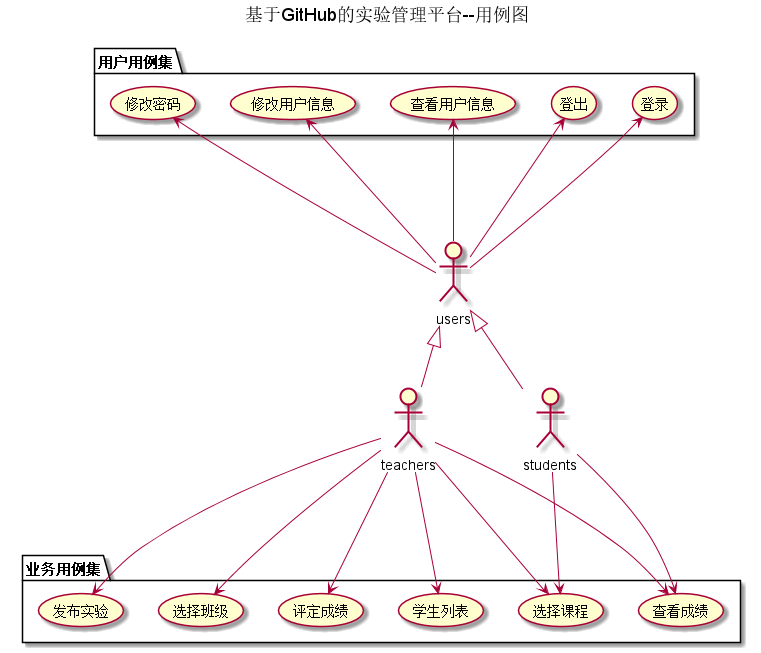 基于GitHub的实验管理平台--用例图
用户用例集
修改密码 修改用户信息 查看用户信息 登出 登录
users
teachers students
业务用例集
发布实验 选择班级 评定成绩 学生列表 选择课程 查看成绩